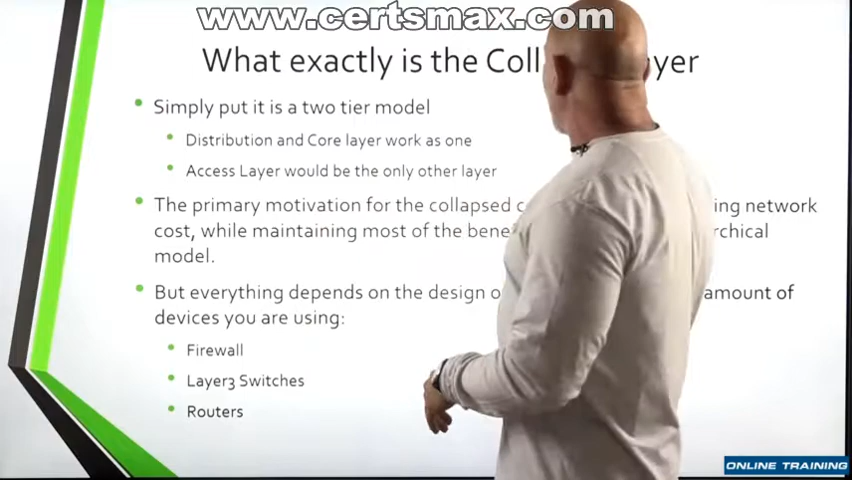 www.certsmax.com
What exactly is the Coll yer
Simply put it is a two tier model
Distribution and Core layer work as one
Access Layer would be the only other layer
The primary motivation for the collapsed c ing network
cost, while maintaining most of the bene rchical
model.
But everything depends on the design o amount of
devices you are using:
Firewall
Layer3 Switches
Routers
ONLINE TRAINING